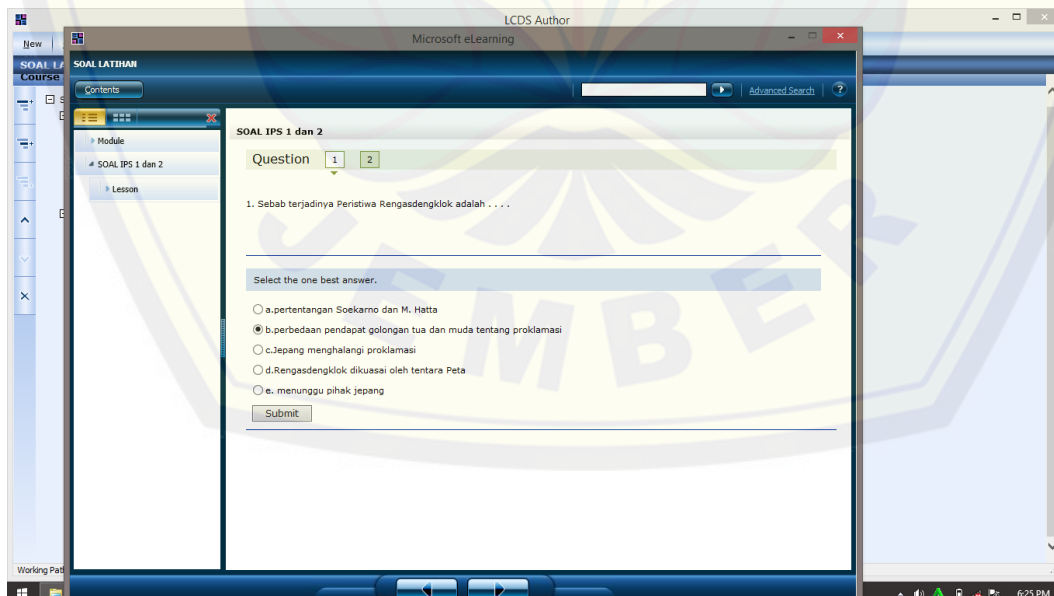 LCDS Author
New
Microsoft eLearning
SOAL LA
Course
SOAL LATIHAN
Contents
Advanced Search
?
Module
SOAL IPS 1 dan 2
Lesson
SOAL IPS 1 dan 2
Question 1 2
1. Sebab terjadinya Peristiwa Rengasdengklok adalah . . . .
Select the one best answer.
a.pertentangan Soekarno dan M. Hatta
b.perbedaan pendapat golongan tua dan muda tentang proklamasi
c.Jepang menghalangi proklamasi
d.Rengasdengklok dikuasai oleh tentara Peta
e. menunggu pihak jepang
Submit
JEMBER
Working Pat
6:25 PM